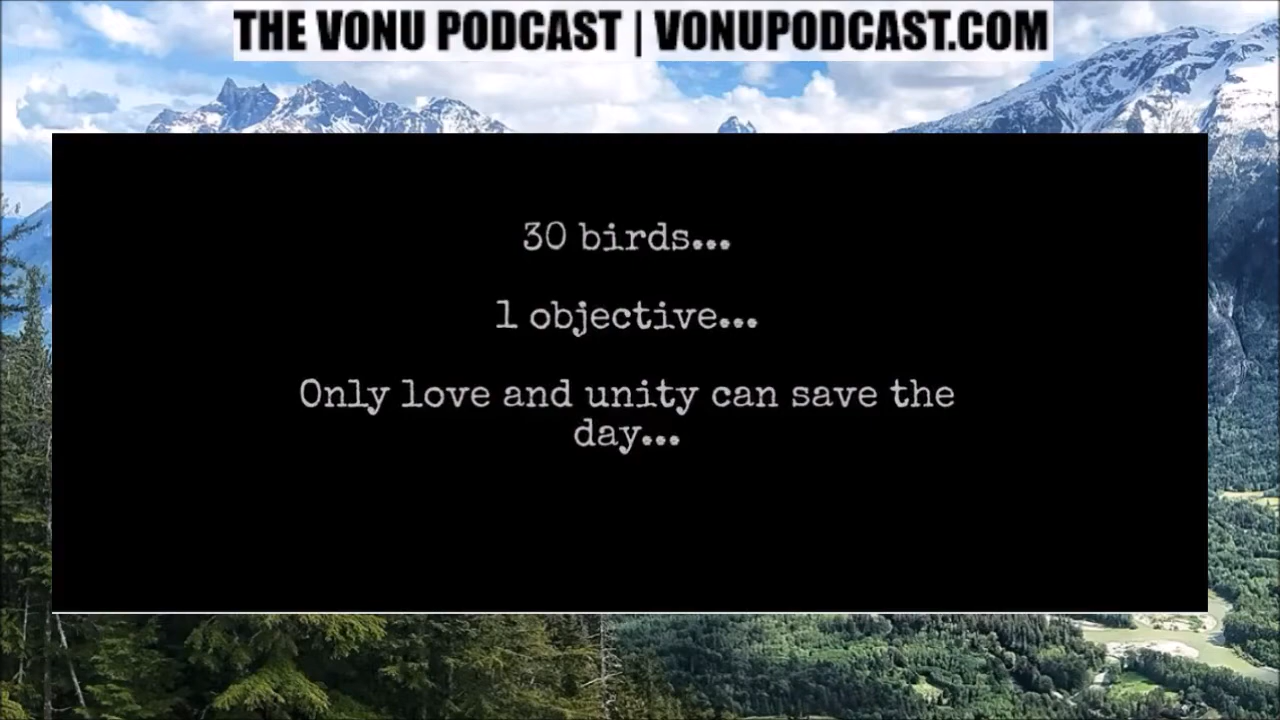 THE VONU PODCAST | VONUPODCAST.COM
30 birds...
1 objective...
Only love and unity can save the
day...